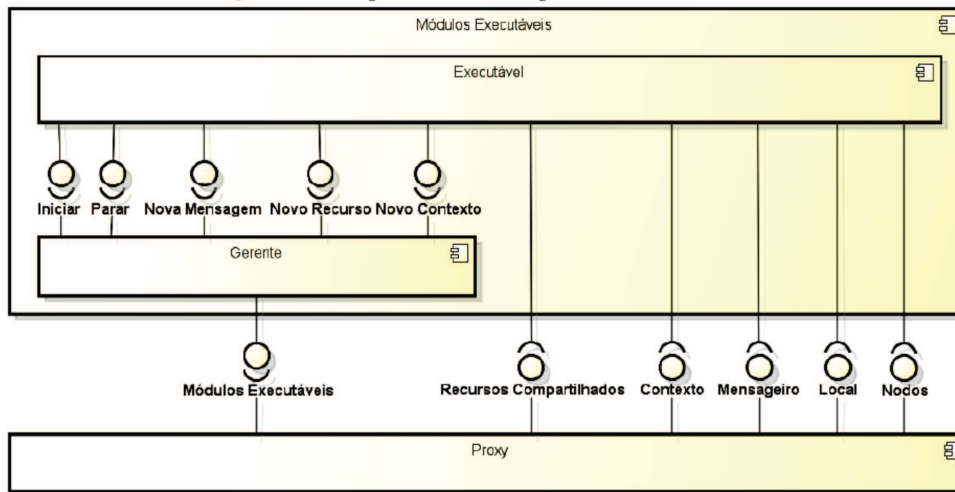 Módulos Executáveis
Executável
Iniciar Parar Nova Mensagem Novo Recurso Novo Contexto
Gerente
Módulos Executáveis Recursos Compartilhados Contexto Mensageiro Local Nodos
Proxy